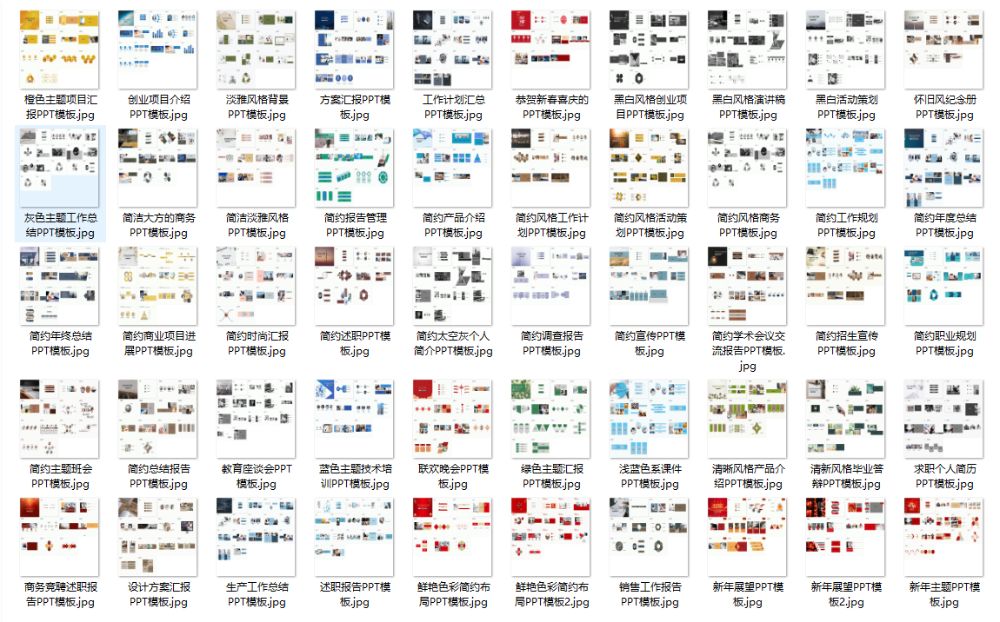 橙色主题项目汇
报PPT模板.jpg
创业项目介绍
PPT模板.jpg
淡雅风格背景
PPT模板.jpg
方案汇报PPT模
板.jpg
工作计划汇总
PPT模板.jpg
恭贺新春喜庆的
PPT模板.jpg
黑白风格创业项
目PPT模板.jpg
黑白风格演讲稿
PPT模板.jpg
黑白活动策划
PPT模板.jpg
怀旧风纪念册
PPT模板.jpg
灰色主题工作总
结PPT模板.jpg
简洁大方的商务
PPT模板.jpg
简洁淡雅风格
PPT模板.jpg
简约报告管理
PPT模板.jpg
简约产品介绍
PPT模板.jpg
简约风格工作计
划PPT模板.jpg
简约风格活动策
划PPT模板.jpg
简约风格商务
PPT模板.jpg
简约工作规划
PPT模板.jpg
简约年度总结
PPT模板.jpg
简约年终总结
PPT模板.jpg
简约商业项目进
展PPT模板.jpg
简约时尚汇报
PPT模板.jpg
简约述职PPT模
板.jpg
简约太空灰个人
简介PPT模板.jpg
简约调查报告
PPT模板.jpg
简约宣传PPT模
板.jpg
简约学术会议交
流报告PPT模板.
jpg
简约招生宣传
PPT模板.jpg
简约职业规划
PPT模板.jpg
简约主题班会
PPT模板.jpg
简约总结报告
PPT模板.jpg
教育座谈会PPT
模板.jpg
蓝色主题技术培
训PPT模板.jpg
联欢晚会PPT模
板.jpg
绿色主题汇报
PPT模板.jpg
浅蓝色系课件
PPT模板.jpg
清晰风格产品介
绍PPT模板.jpg
清新风格毕业答
辩PPT模板.jpg
求职个人简历
PPT模板.jpg
商务竞聘述职报
告PPT模板.jpg
设计方案汇报
PPT模板.jpg
生产工作总结
PPT模板.jpg
述职报告PPT模
板.jpg
鲜艳色彩简约布
局PPT模板.jpg
鲜艳色彩简约布
局PPT模板2.jpg
销售工作报告
PPT模板.jpg
新年展望PPT模
板.jpg
新年展望PPT模
板2.jpg
新年主题PPT模
板.jpg